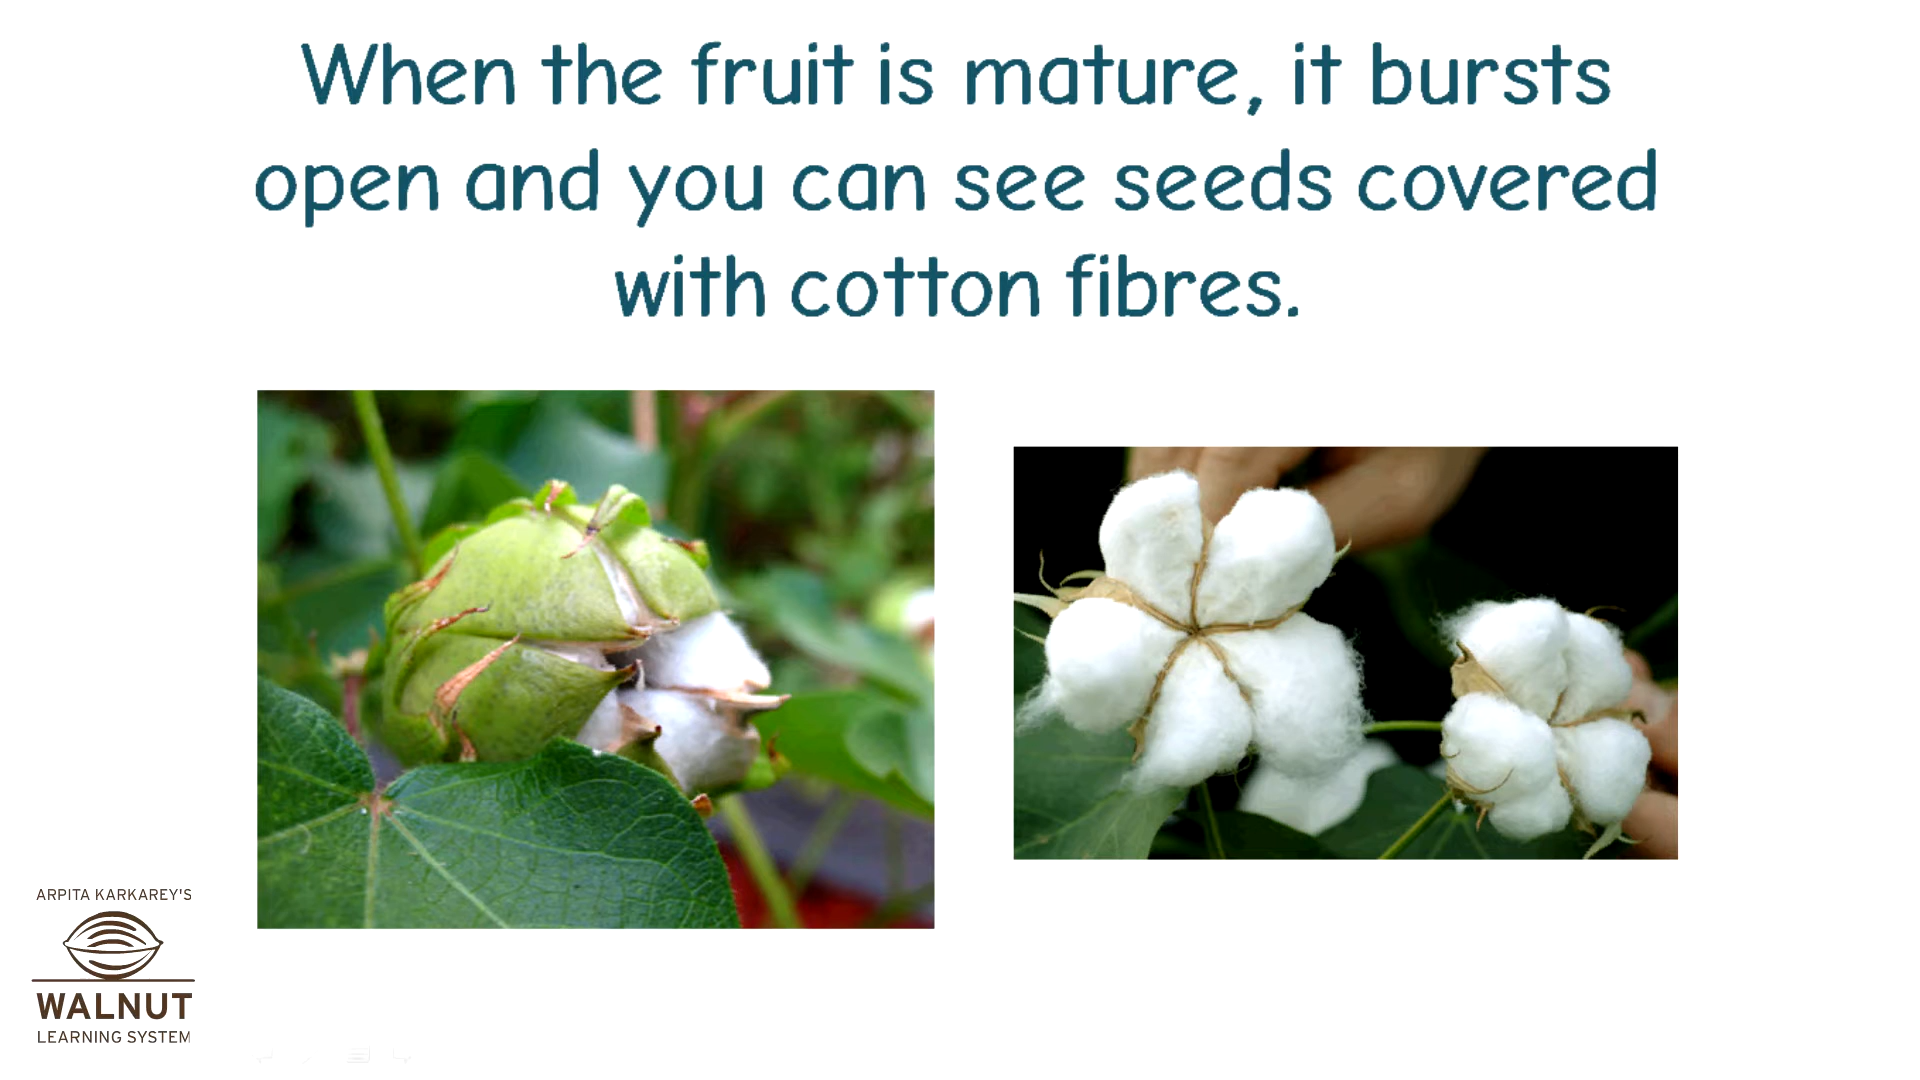 When the fruit is mature, it bursts
open and you can see seeds covered
with cotton fibres.
ARPITA KARKAREY'S
WALNUT
LEARNING SYSTEM